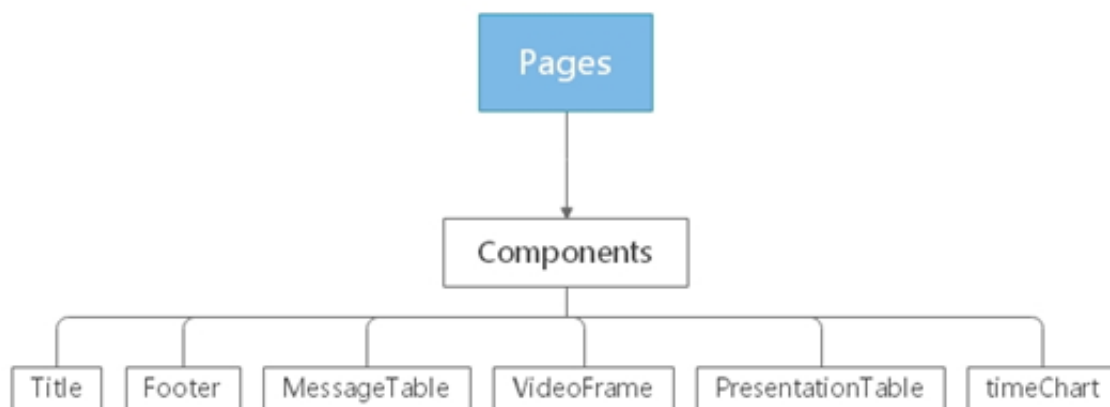 Pages
Components
Title Footer MessageTable VideoFrame PresentationTable timeChart